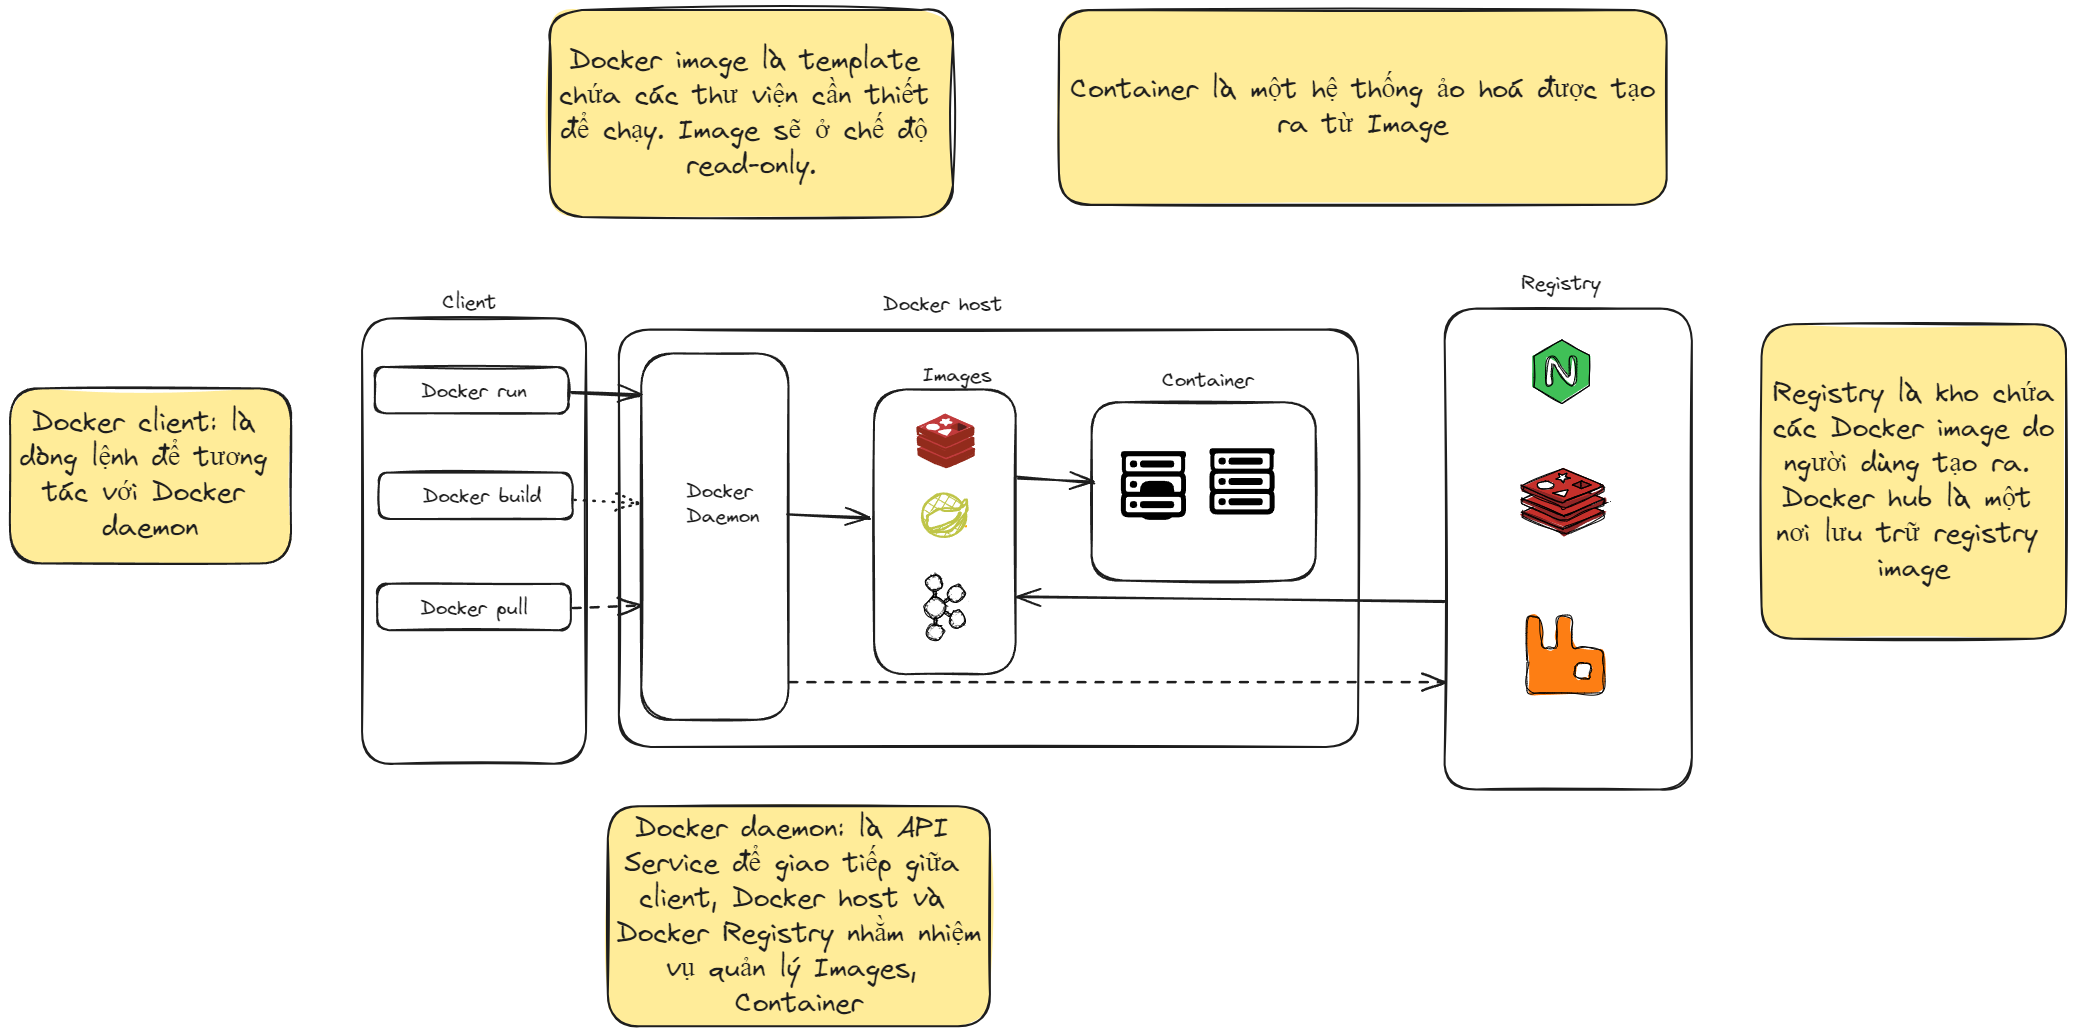 Docker image là template
chứa các thư viện cần thiết
để chạy. Image sẽ ở chế độ
read-only.
Container là một hệ thống ảo hoá được tạo
ra từ Image
Client
Docker host
Registry
Docker run
Docker build
Docker pull
Docker
Daemon
Images
Container
Docker client: là
dòng lệnh để tương
tác với Docker
daemon
Registry là kho chứa
các Docker image do
người dùng tạo ra.
Docker hub là một
nơi lưu trữ registry
image
Docker daemon: là API
Service để giao tiếp giữa
client, Docker host và
Docker Registry nhằm nhiệm
vụ quản lý Images,
Container